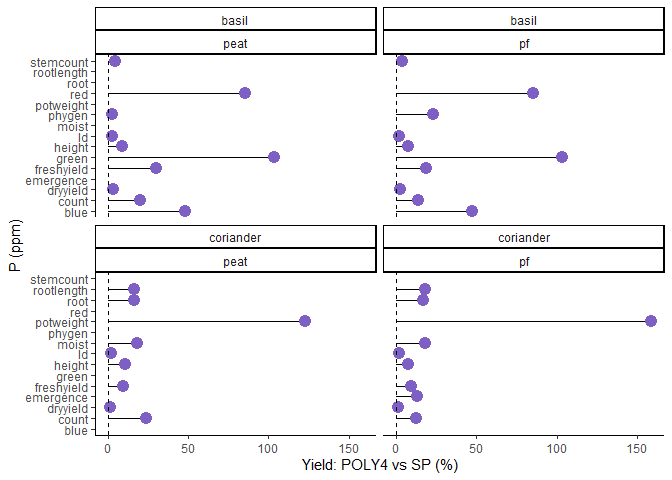 basil
basil
peat
pf
stemcount
rootlength
root
red
potweight
phygen
moist
ld
height
green
freshyield
emergence
dryyield
count
blue
P (ppm)
coriander
coriander
peat
pf
stemcount
rootlength
root
red
potweight
phygen
moist
ld
height
green
freshyield
emergence
dryyield
count
blue
0 50 100 150 0 50 100 150
Yield: POLY4 vs SP (%)